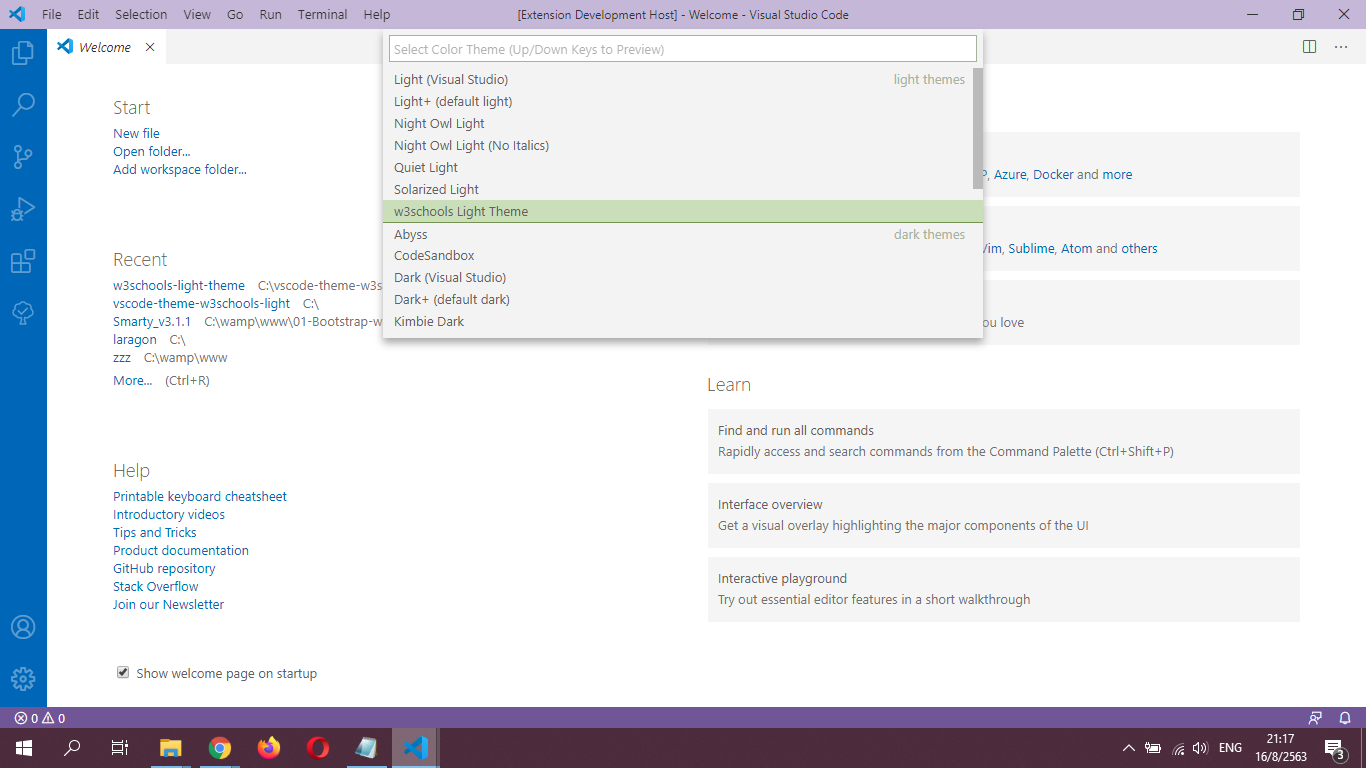 File Edit Selection View Go Run Terminal Help [Extension Development Host] - Welcome - Visual Studio Code
Welcome
Select Color Theme (Up/Down Keys to Preview)
Light (Visual Studio) light themes
Light+ (default light)
Night Owl Light
Night Owl Light (No Italics)
Quiet Light
Solarized Light
w3schools Light Theme
Abyss dark themes
CodeSandbox
Dark (Visual Studio)
Dark+ (default dark)
Kimbie Dark
Start
New file
Open folder...
Add workspace folder...
Recent
w3schools-light-theme C:\vscode-theme-w3s
vscode-theme-w3schools-light C:\
Smarty_v3.1.1 C:\wamp\www\01-Bootstrap-w
laragon C:\
zzz C:\wamp\www
More... (Ctrl+R)
Help
Printable keyboard cheatsheet
Introductory videos
Tips and Tricks
Product documentation
GitHub repository
Stack Overflow
Join our Newsletter
Show welcome page on startup
P, Azure, Docker and more
Vim, Sublime, Atom and others
you love
Learn
Find and run all commands
Rapidly access and search commands from the Command Palette (Ctrl+Shift+P)
Interface overview
Get a visual overlay highlighting the major components of the UI
Interactive playground
Try out essential editor features in a short walkthrough
0 0
ENG
21:17
16/8/2563
3